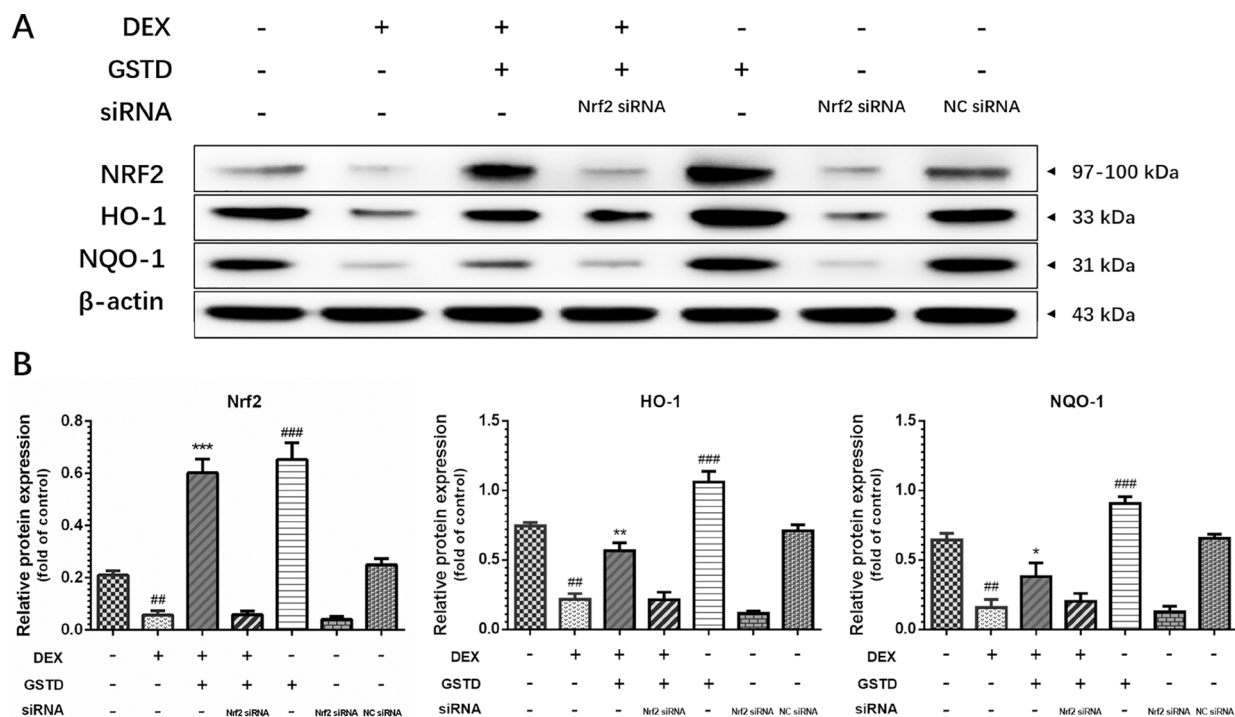 A
DEX - + + + - - -
GSTD - - + + + - -
siRNA - - - Nrf2 siRNA - Nrf2 siRNA NC siRNA
NRF2 ◄ 97-100 kDa
HO-1 ◄ 33 kDa
NQO-1 ◄ 31 kDa
β-actin ◄ 43 kDa
B
Nrf2
Relative protein expression
(fold of control)
0.8
0.6
0.4
0.2
0.0
##
***
###
DEX - + + + - - -
GSTD - - + + + - -
siRNA Nrf2 siRNA Nrf2 siRNA NC siRNA
HO-1
Relative protein expression
(fold of control)
1.5
1.0
0.5
0.0
##
**
###
DEX - + + + - - -
GSTD - - + + + - -
siRNA Nrf2 siRNA Nrf2 siRNA NC siRNA
NQO-1
Relative protein expression
(fold of control)
1.5
1.0
0.5
0.0
##
*
###
DEX - + + + - - -
GSTD - - + + + - -
siRNA Nrf2 siRNA Nrf2 siRNA NC siRNA